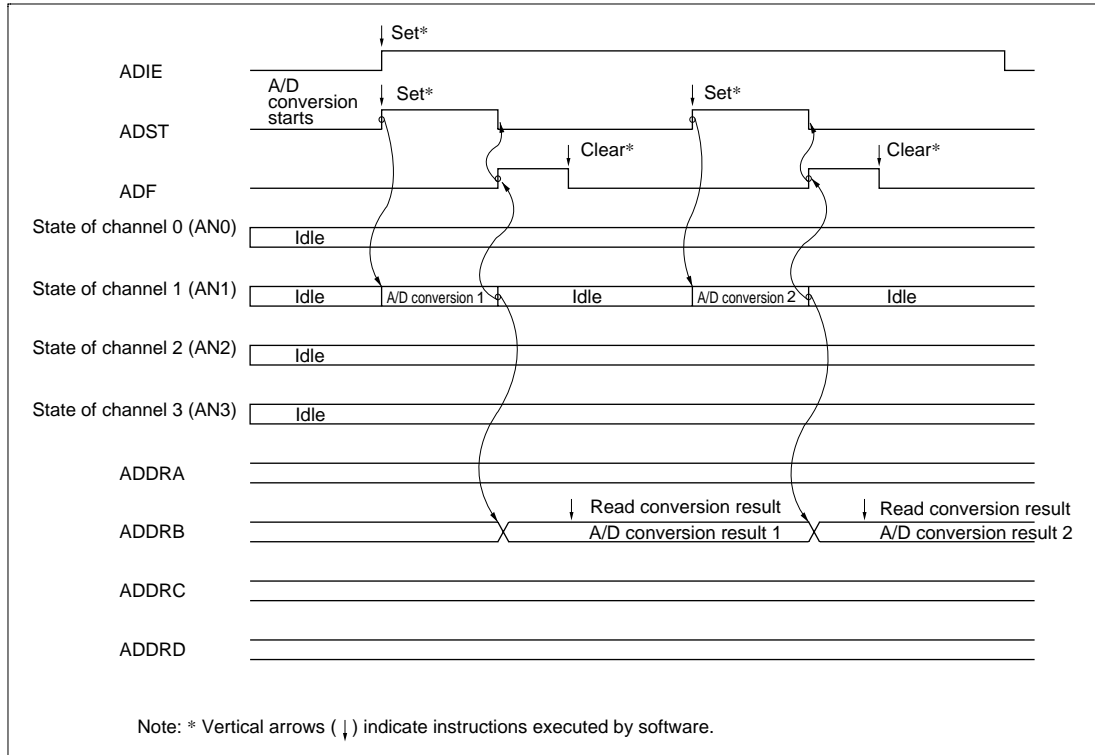 Set*
ADIE
A/D
conversion
starts
Set*
Set*
ADST
Clear*
Clear*
ADF
State of channel 0 (AN0)
Idle
State of channel 1 (AN1)
Idle
A/D conversion 1
Idle
A/D conversion 2
Idle
State of channel 2 (AN2)
Idle
State of channel 3 (AN3)
Idle
ADDRA
Read conversion result
Read conversion result
ADDRB
A/D conversion result 1
A/D conversion result 2
ADDRC
ADDRD
Note: * Vertical arrows (↓) indicate instructions executed by software.